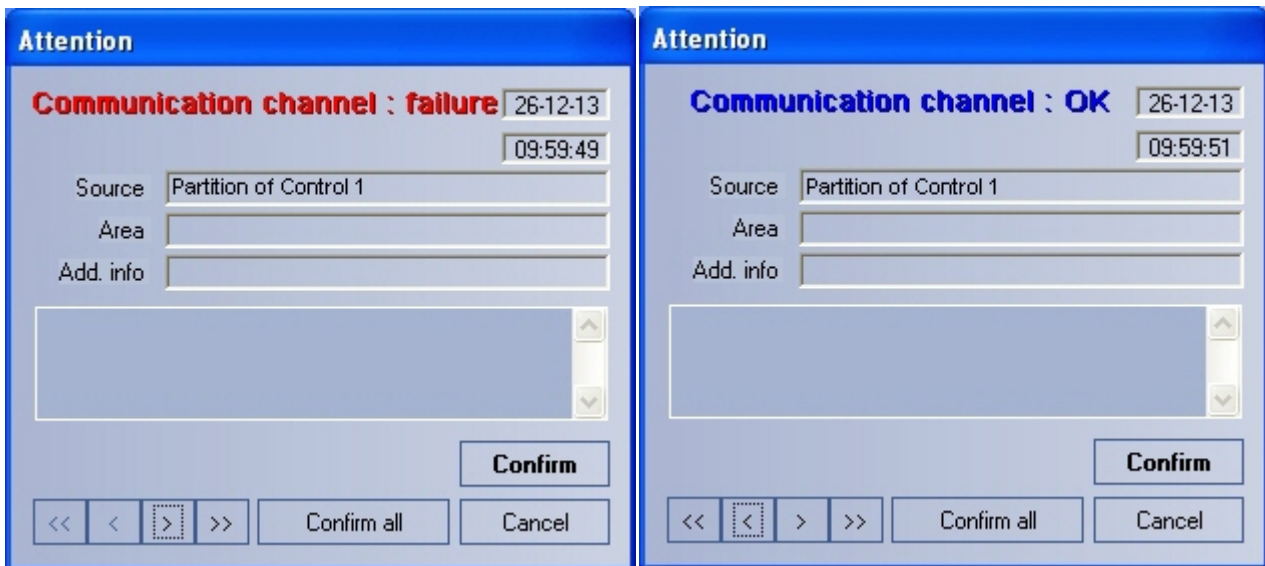 Attention
Communication channel : failure 26-12-13
09:59:49
Source Partition of Control 1
Area
Add. info
Confirm
<< < > >> Confirm all Cancel
Attention
Communication channel : OK 26-12-13
09:59:51
Source Partition of Control 1
Area
Add. info
Confirm
<< < > >> Confirm all Cancel